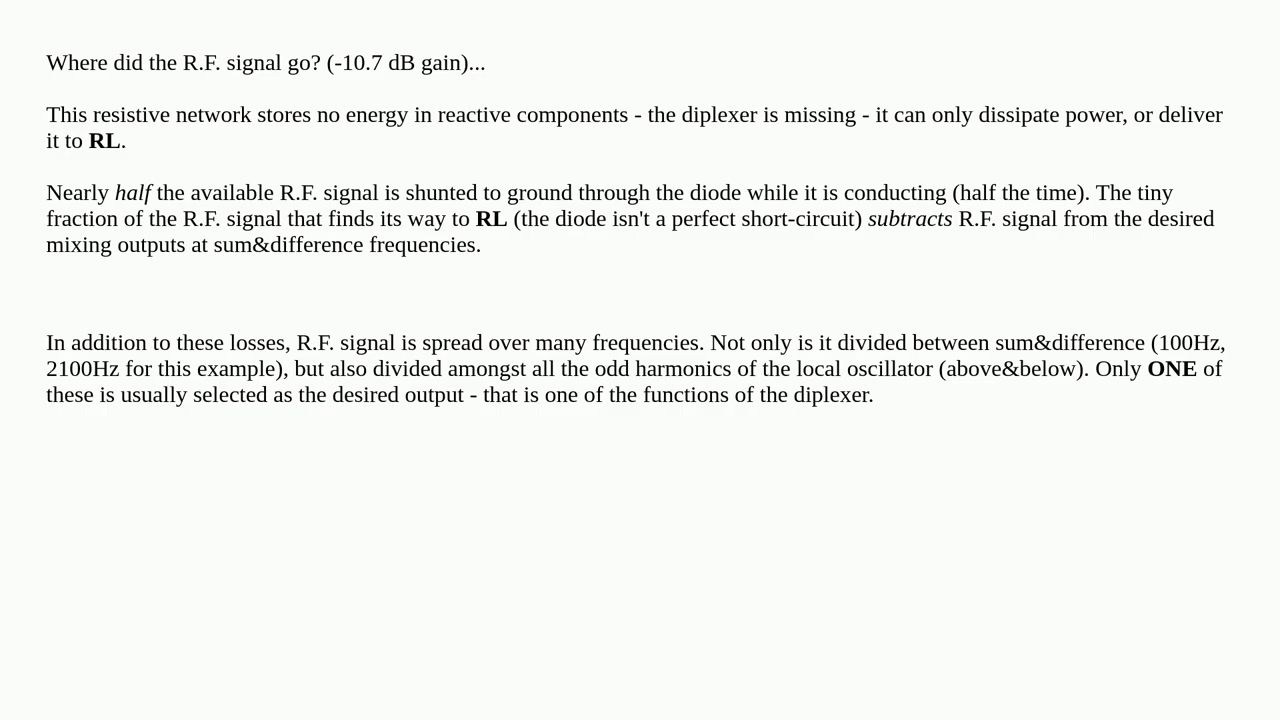 Where did the R.F. signal go? (-10.7 dB gain)...
This resistive network stores no energy in reactive components - the diplexer is missing - it can only dissipate power, or deliver
it to RL.
Nearly half the available R.F. signal is shunted to ground through the diode while it is conducting (half the time). The tiny
fraction of the R.F. signal that finds its way to RL (the diode isn't a perfect short-circuit) subtracts R.F. signal from the desired
mixing outputs at sum&difference frequencies.
In addition to these losses, R.F. signal is spread over many frequencies. Not only is it divided between sum&difference (100Hz,
2100Hz for this example), but also divided amongst all the odd harmonics of the local oscillator (above&below). Only ONE of
these is usually selected as the desired output - that is one of the functions of the diplexer.